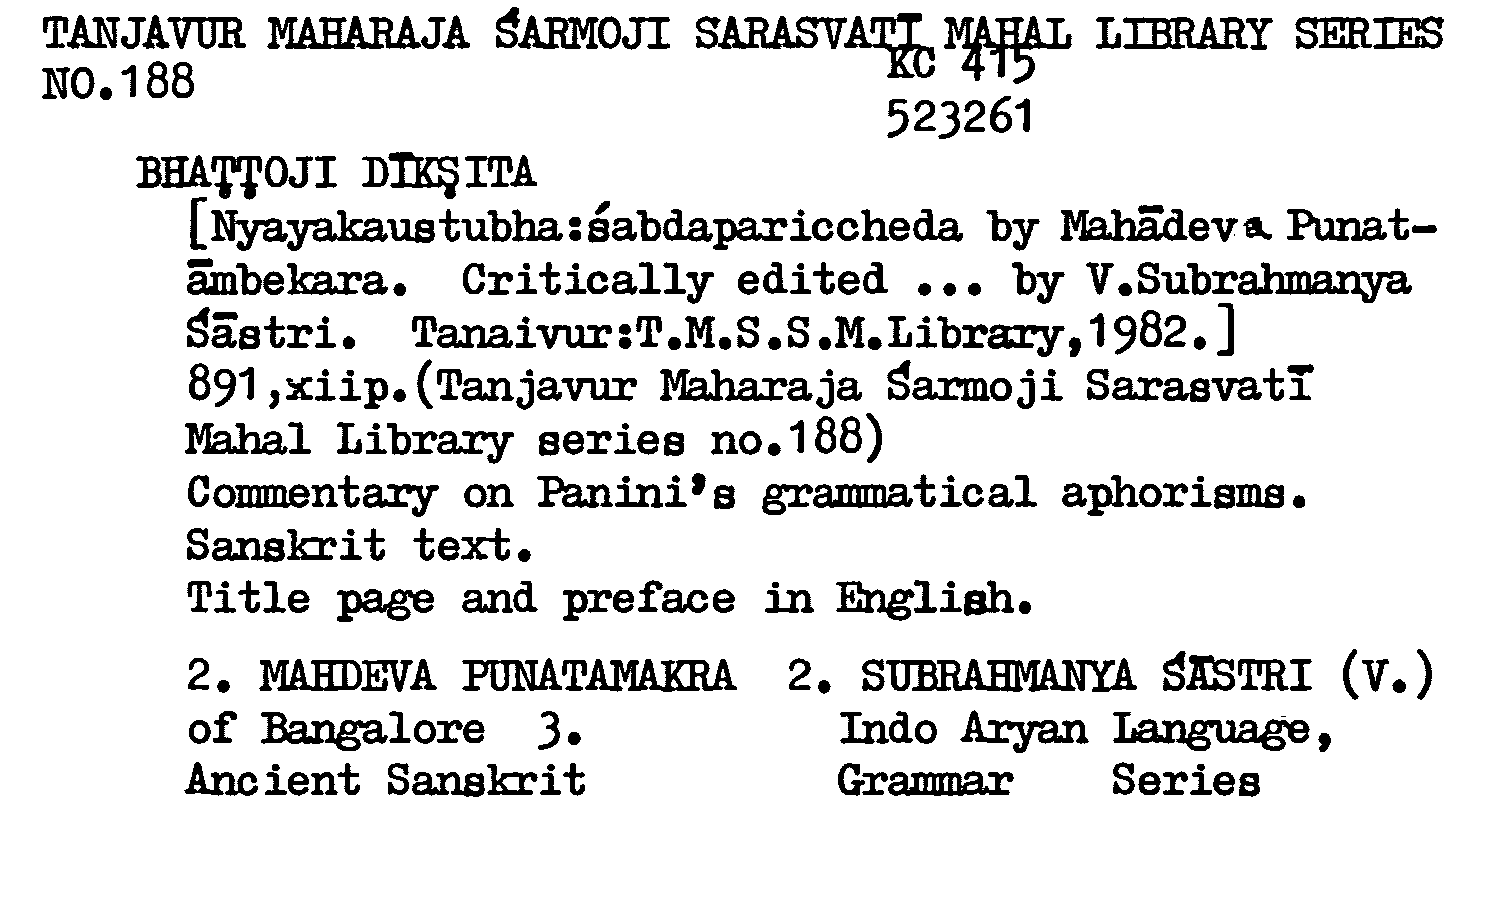 TANJAVUR MAHARAJA ŚARMOJI SARASVATĪ MAHAL LIBRARY SERIES
NO.188
KC 415
523261
BHAṬṬOJI DĪKṢITA
[Nyayakaustubha:śabdapariccheda by Mahādeva Punat-
āmbekara. Critically edited ... by V.Subrahmanya
Śāstri. Tanaivur:T.M.S.S.M.Library,1982.]
891,xiip.(Tanjavur Maharaja Śarmoji Sarasvatī
Mahal Library series no.188)
Commentary on Panini's grammatical aphorisms.
Sanskrit text.
Title page and preface in English.
2. MAHDEVA PUNATAMAKRA 2. SUBRAHMANYA ŚĀSTRI (V.)
of Bangalore 3. Indo Aryan Language,
Ancient Sanskrit Grammar Series